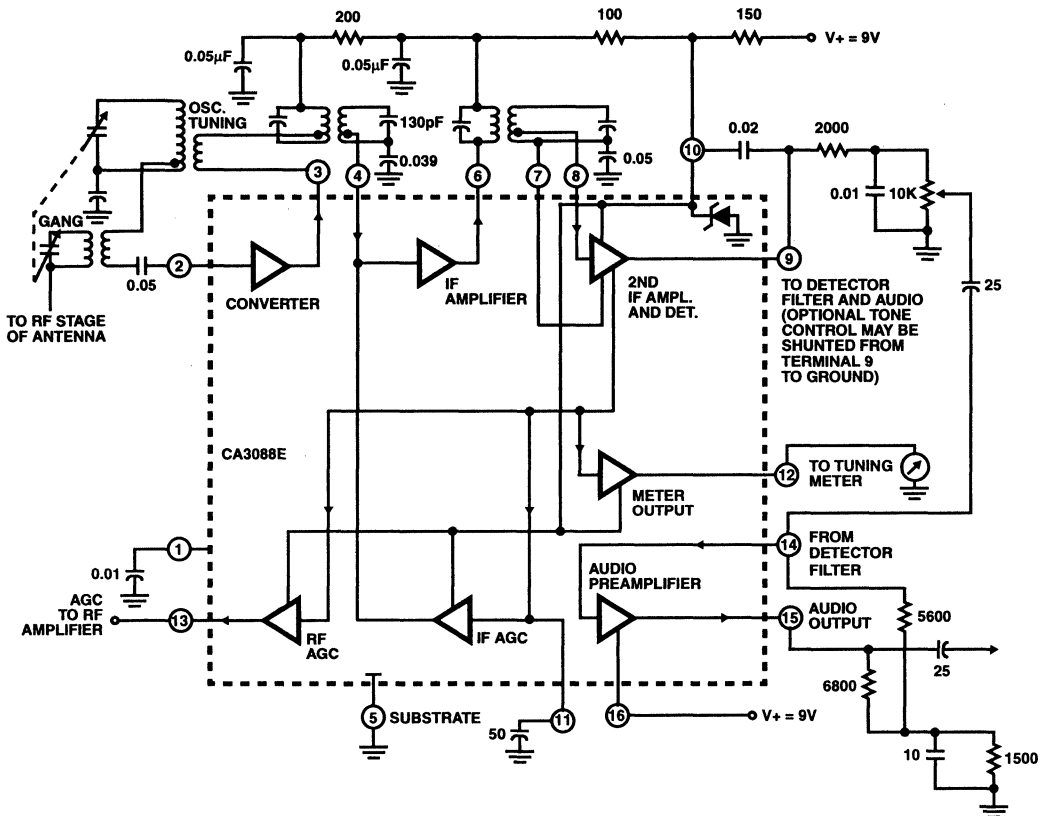 200
100
150
V+ = 9V
0.05μF
0.05μF
OSC.
TUNING
130pF
0.039
0.05
0.02
2000
0.01
10K
10
3
4
6
7
8
GANG
2
0.05
CONVERTER
IF
AMPLIFIER
2ND
IF AMPL.
AND DET.
9
25
TO RF STAGE
OF ANTENNA
TO DETECTOR
FILTER AND AUDIO
(OPTIONAL TONE
CONTROL MAY BE
SHUNTED FROM
TERMINAL 9
TO GROUND)
CA3088E
12
TO TUNING
METER
METER
OUTPUT
1
0.01
14
FROM
DETECTOR
FILTER
AUDIO
PREAMPLIFIER
AGC
TO RF
AMPLIFIER
13
RF
AGC
IF AGC
15
AUDIO
OUTPUT
5600
25
6800
5
SUBSTRATE
50
11
16
V+ = 9V
10
1500